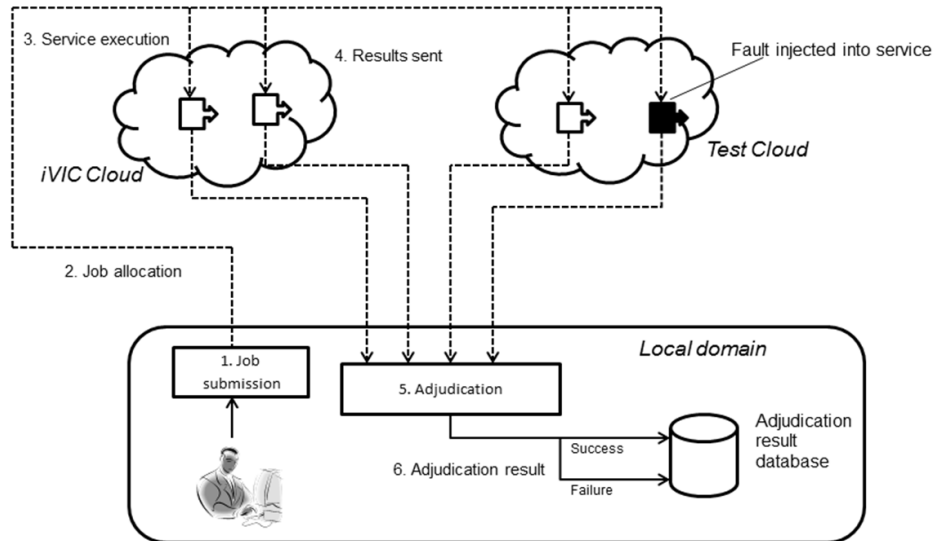 3. Service execution
4. Results sent
Fault injected into service
iVIC Cloud
Test Cloud
2. Job allocation
Local domain
1. Job
submission
5. Adjudication
6. Adjudication result
Success
Failure
Adjudication
result
database